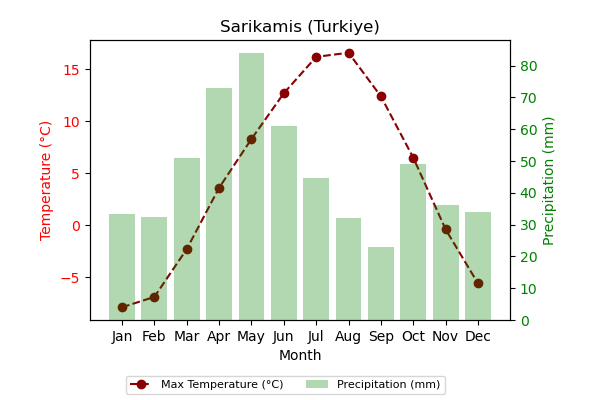 Sarikamis (Turkiye)
Temperature (°C)
15
10
5
0
−5
80
70
60
50
40
30
20
10
0
Precipitation (mm)
Jan Feb Mar Apr May Jun Jul Aug Sep Oct Nov Dec
Month
Max Temperature (°C) Precipitation (mm)